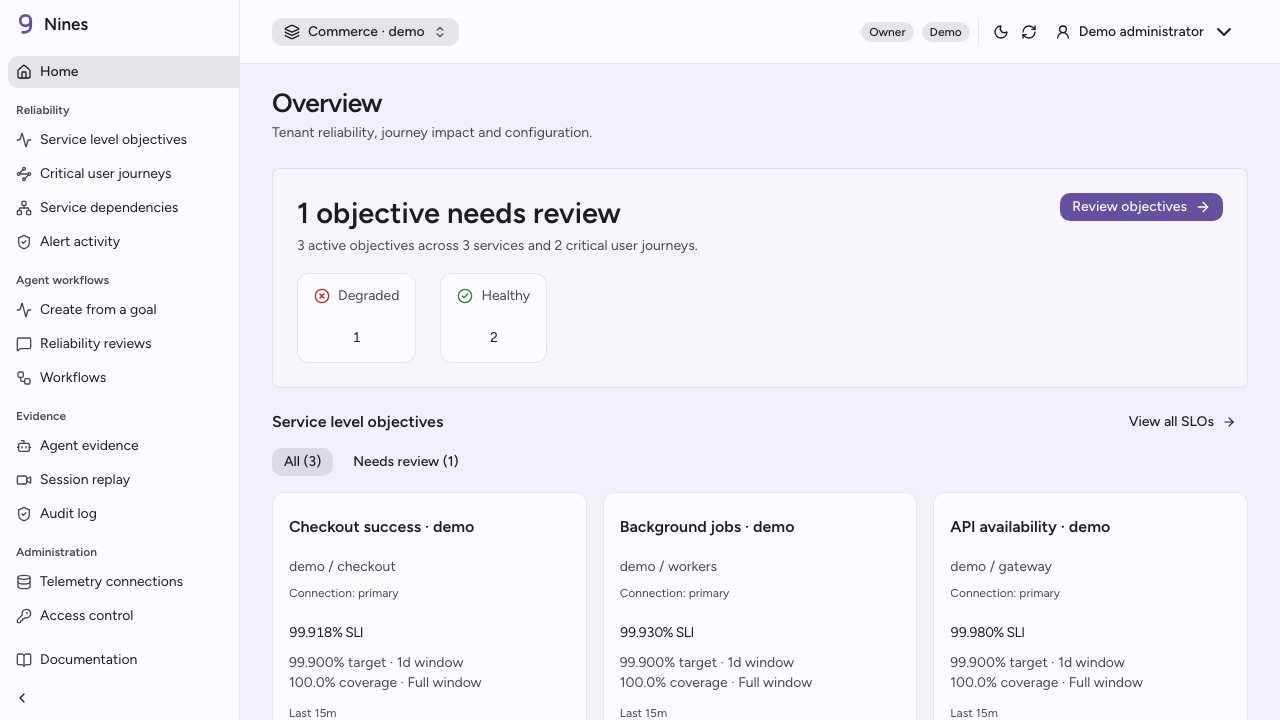 Nines
Home
Reliability
Service level objectives
Critical user journeys
Service dependencies
Alert activity
Agent workflows
Create from a goal
Reliability reviews
Workflows
Evidence
Agent evidence
Session replay
Audit log
Administration
Telemetry connections
Access control
Documentation
Commerce · demo
Owner
Demo
Demo administrator
Overview
Tenant reliability, journey impact and configuration.
1 objective needs review
3 active objectives across 3 services and 2 critical user journeys.
Review objectives
Degraded
1
Healthy
2
Service level objectives
View all SLOs
All (3)
Needs review (1)
Checkout success · demo
demo / checkout
Connection: primary
99.918% SLI
99.900% target · 1d window
100.0% coverage · Full window
Last 15m
Background jobs · demo
demo / workers
Connection: primary
99.930% SLI
99.900% target · 1d window
100.0% coverage · Full window
Last 15m
API availability · demo
demo / gateway
Connection: primary
99.980% SLI
99.900% target · 1d window
100.0% coverage · Full window
Last 15m